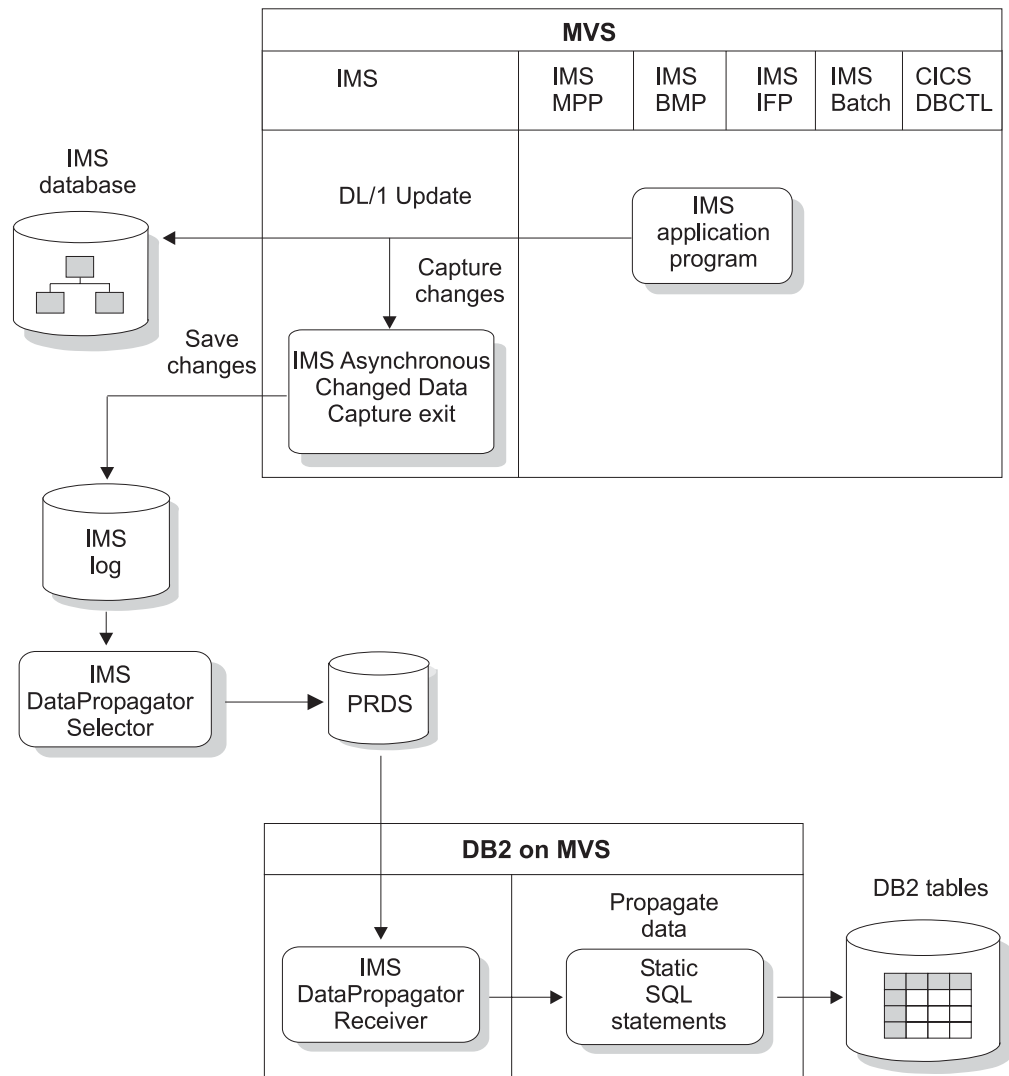 MVS
IMS
IMS
MPP
IMS
BMP
IMS
IFP
IMS
Batch
CICS
DBCTL
IMS
database
DL/1 Update
IMS
application
program
Capture
changes
Save
changes
IMS Asynchronous
Changed Data
Capture exit
IMS
log
IMS
DataPropagator
Selector
PRDS
DB2 on MVS
DB2 tables
Propagate
data
IMS
DataPropagator
Receiver
Static
SQL
statements